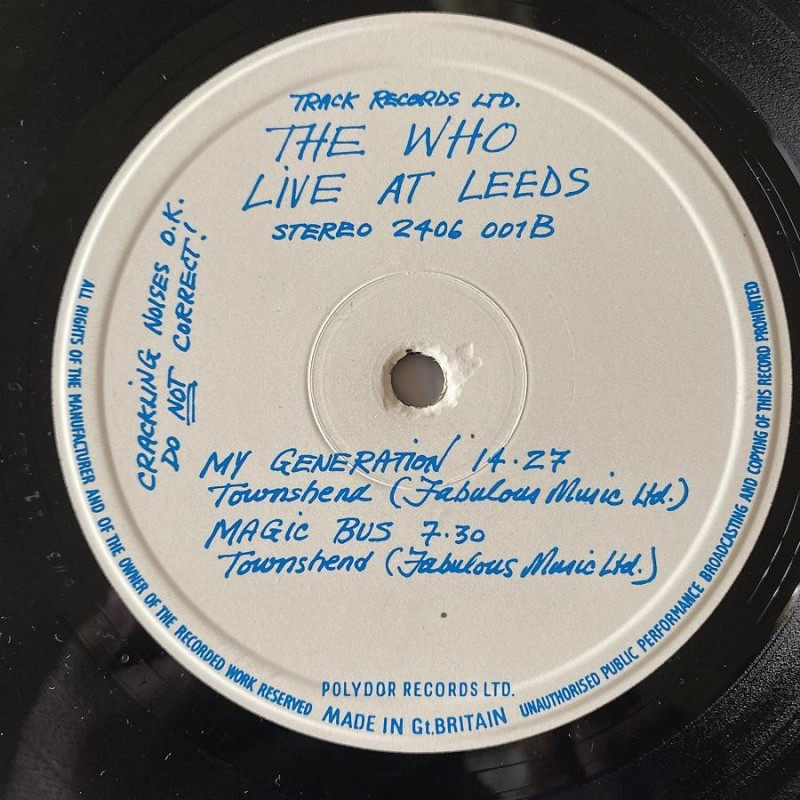 TRACK RECORDS LTD.
THE WHO
LIVE AT LEEDS
STEREO 2406 001B
CRACKLING NOISES O.K.
DO NOT CORRECT!
MY GENERATION 14·27
Townshend (Fabulous Music Ltd.)
MAGIC BUS 7·30
Townshend (Fabulous Music Ltd.)
POLYDOR RECORDS LTD.
ALL RIGHTS OF THE MANUFACTURER AND OF THE OWNER OF THE RECORDED WORK RESERVED
MADE IN Gt.BRITAIN
UNAUTHORISED PUBLIC PERFORMANCE BROADCASTING AND COPYING OF THIS RECORD PROHIBITED